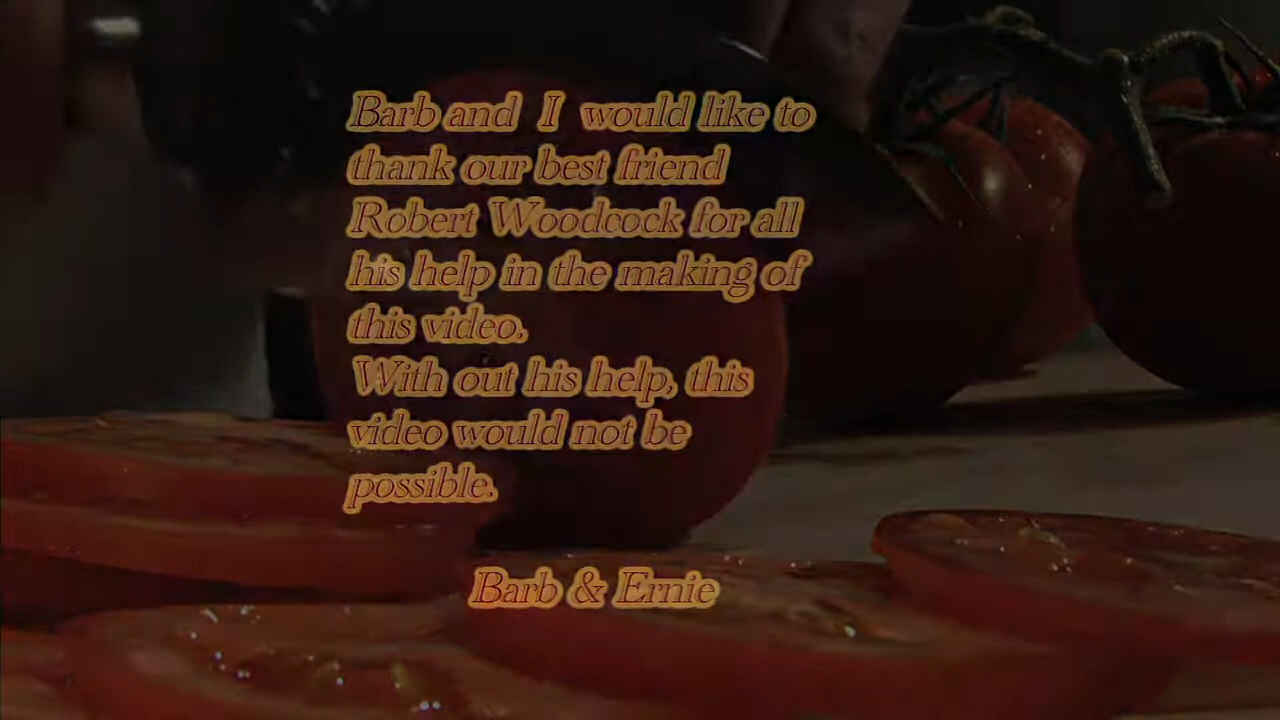 Barb and I would like to
thank our best friend
Robert Woodcock for all
his help in the making of
this video.
With out his help, this
video would not be
possible.
Barb & Ernie